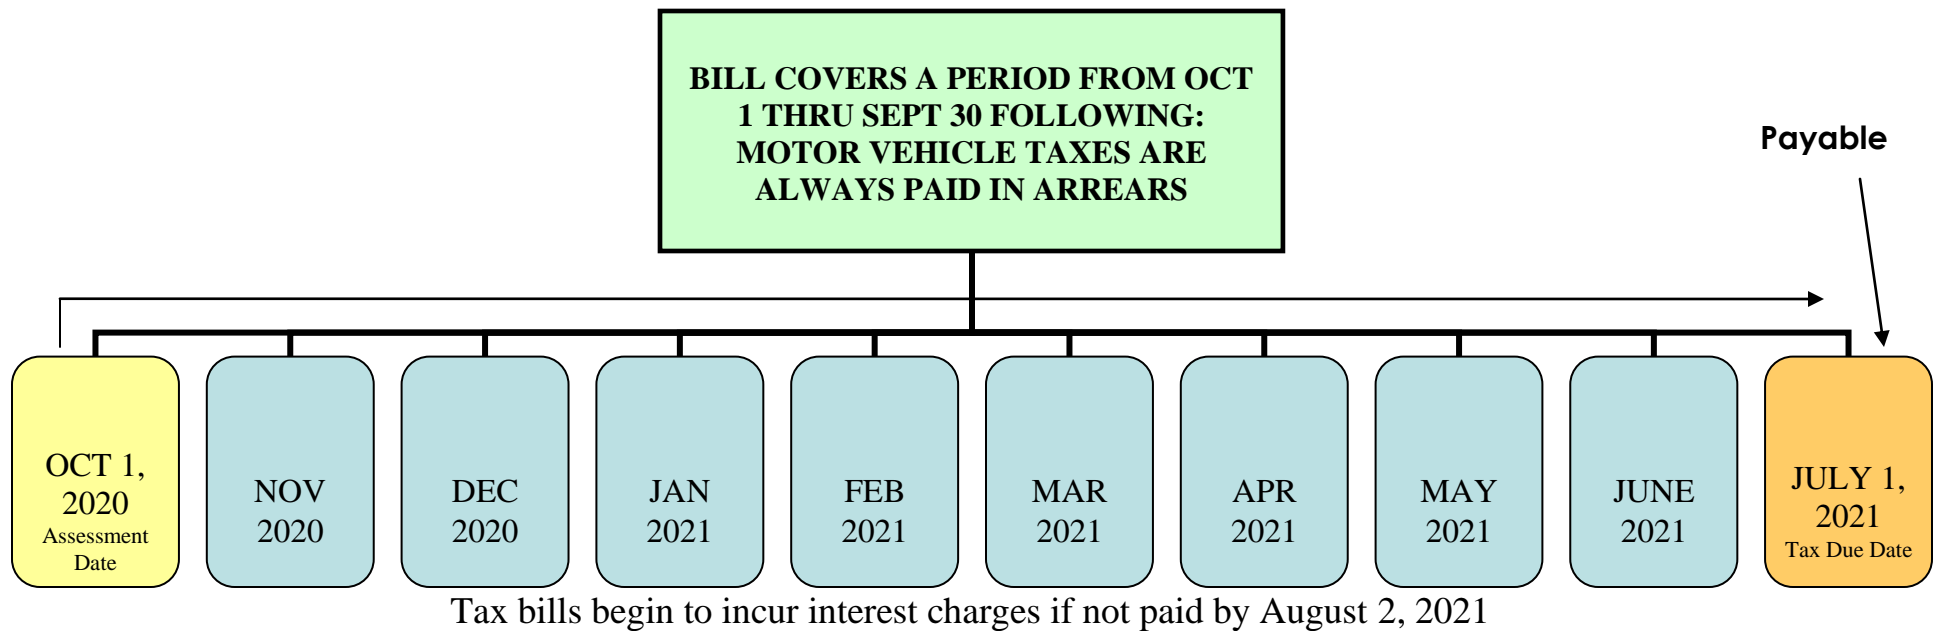 BILL COVERS A PERIOD FROM OCT
1 THRU SEPT 30 FOLLOWING:
MOTOR VEHICLE TAXES ARE
ALWAYS PAID IN ARREARS
Payable
OCT 1,
2020
Assessment
Date
NOV
2020
DEC
2020
JAN
2021
FEB
2021
MAR
2021
APR
2021
MAY
2021
JUNE
2021
JULY 1,
2021
Tax Due Date
Tax bills begin to incur interest charges if not paid by August 2, 2021